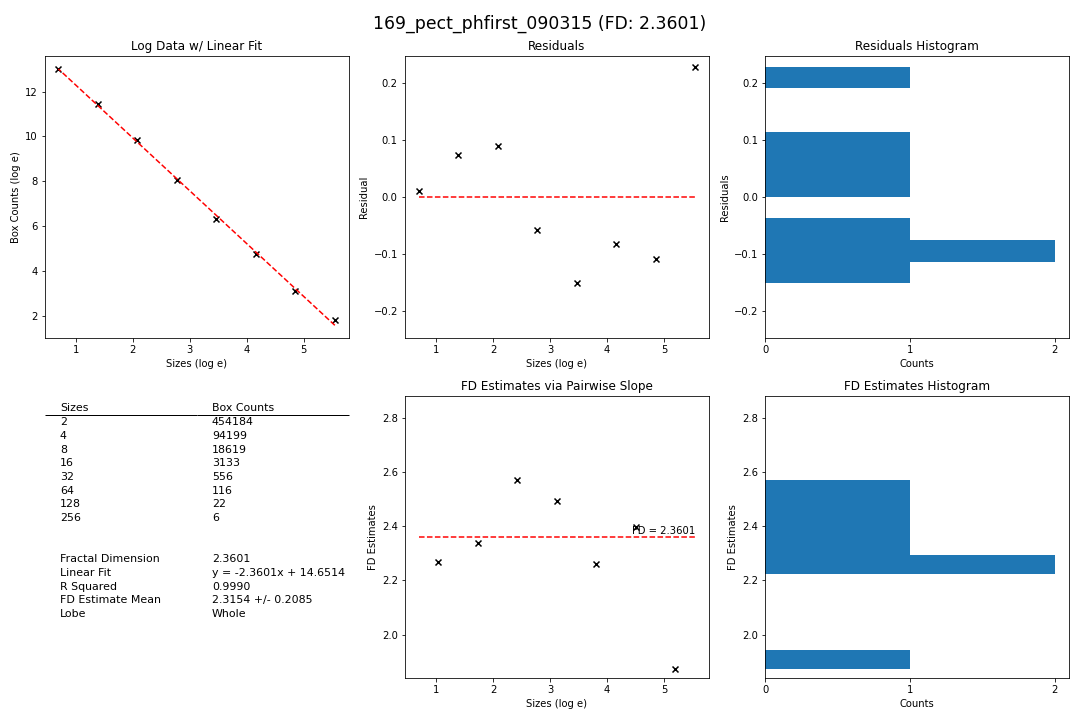 169_pect_phfirst_090315 (FD: 2.3601)
Log Data w/ Linear Fit
Box Counts (log e)
12
10
8
6
4
2
1 2 3 4 5
Sizes (log e)
Residuals
Residual
0.2
0.1
0.0
−0.1
−0.2
1 2 3 4 5
Sizes (log e)
Residuals Histogram
Residuals
0.2
0.1
0.0
−0.1
−0.2
0 1 2
Counts
Sizes Box Counts
2 454184
4 94199
8 18619
16 3133
32 556
64 116
128 22
256 6
Fractal Dimension 2.3601
Linear Fit y = -2.3601x + 14.6514
R Squared 0.9990
FD Estimate Mean 2.3154 +/- 0.2085
Lobe Whole
FD Estimates via Pairwise Slope
FD Estimates
2.8
2.6
2.4
2.2
2.0
FD = 2.3601
1 2 3 4 5
Sizes (log e)
FD Estimates Histogram
FD Estimates
2.8
2.6
2.4
2.2
2.0
0 1 2
Counts